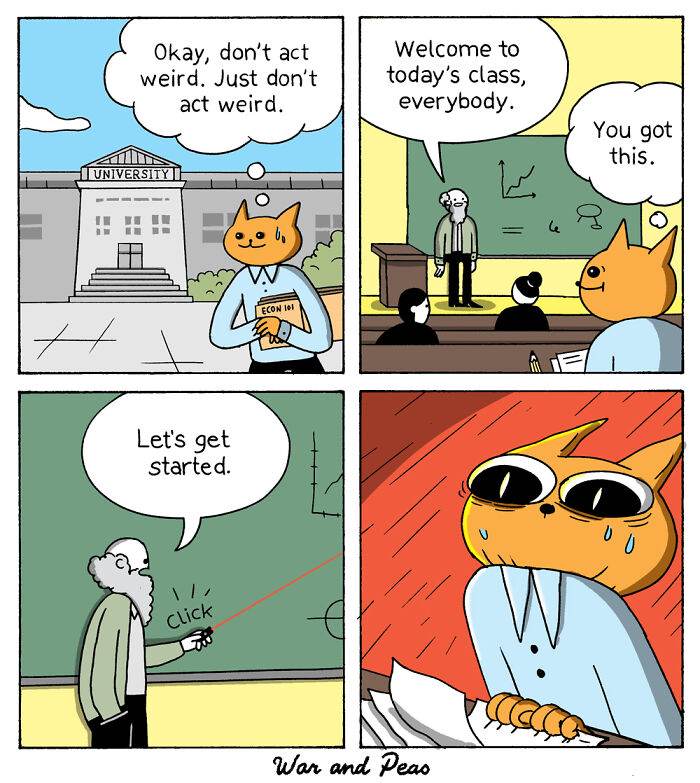 Okay, don't act
weird. Just don't
act weird.
UNIVERSITY
ECON 101
Welcome to
today's class,
everybody.
You got
this.
Let's get
started.
click
War and Peas